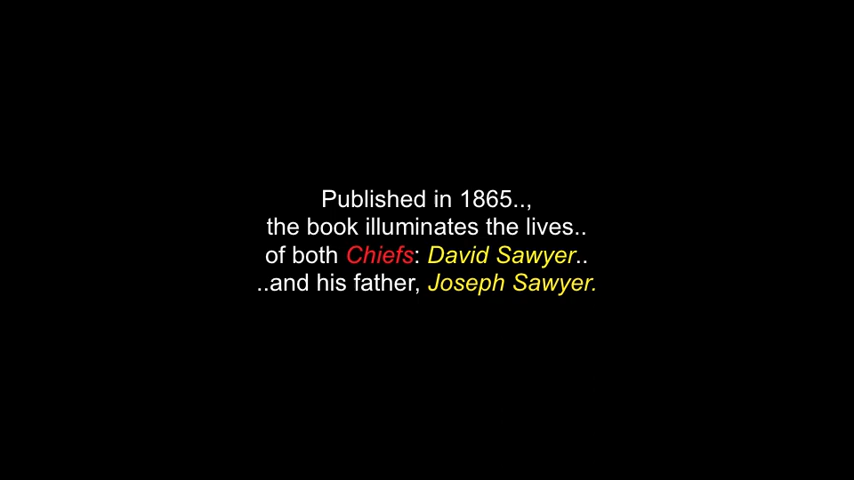 Published in 1865..,
the book illuminates the lives..
of both Chiefs: David Sawyer..
..and his father, Joseph Sawyer.